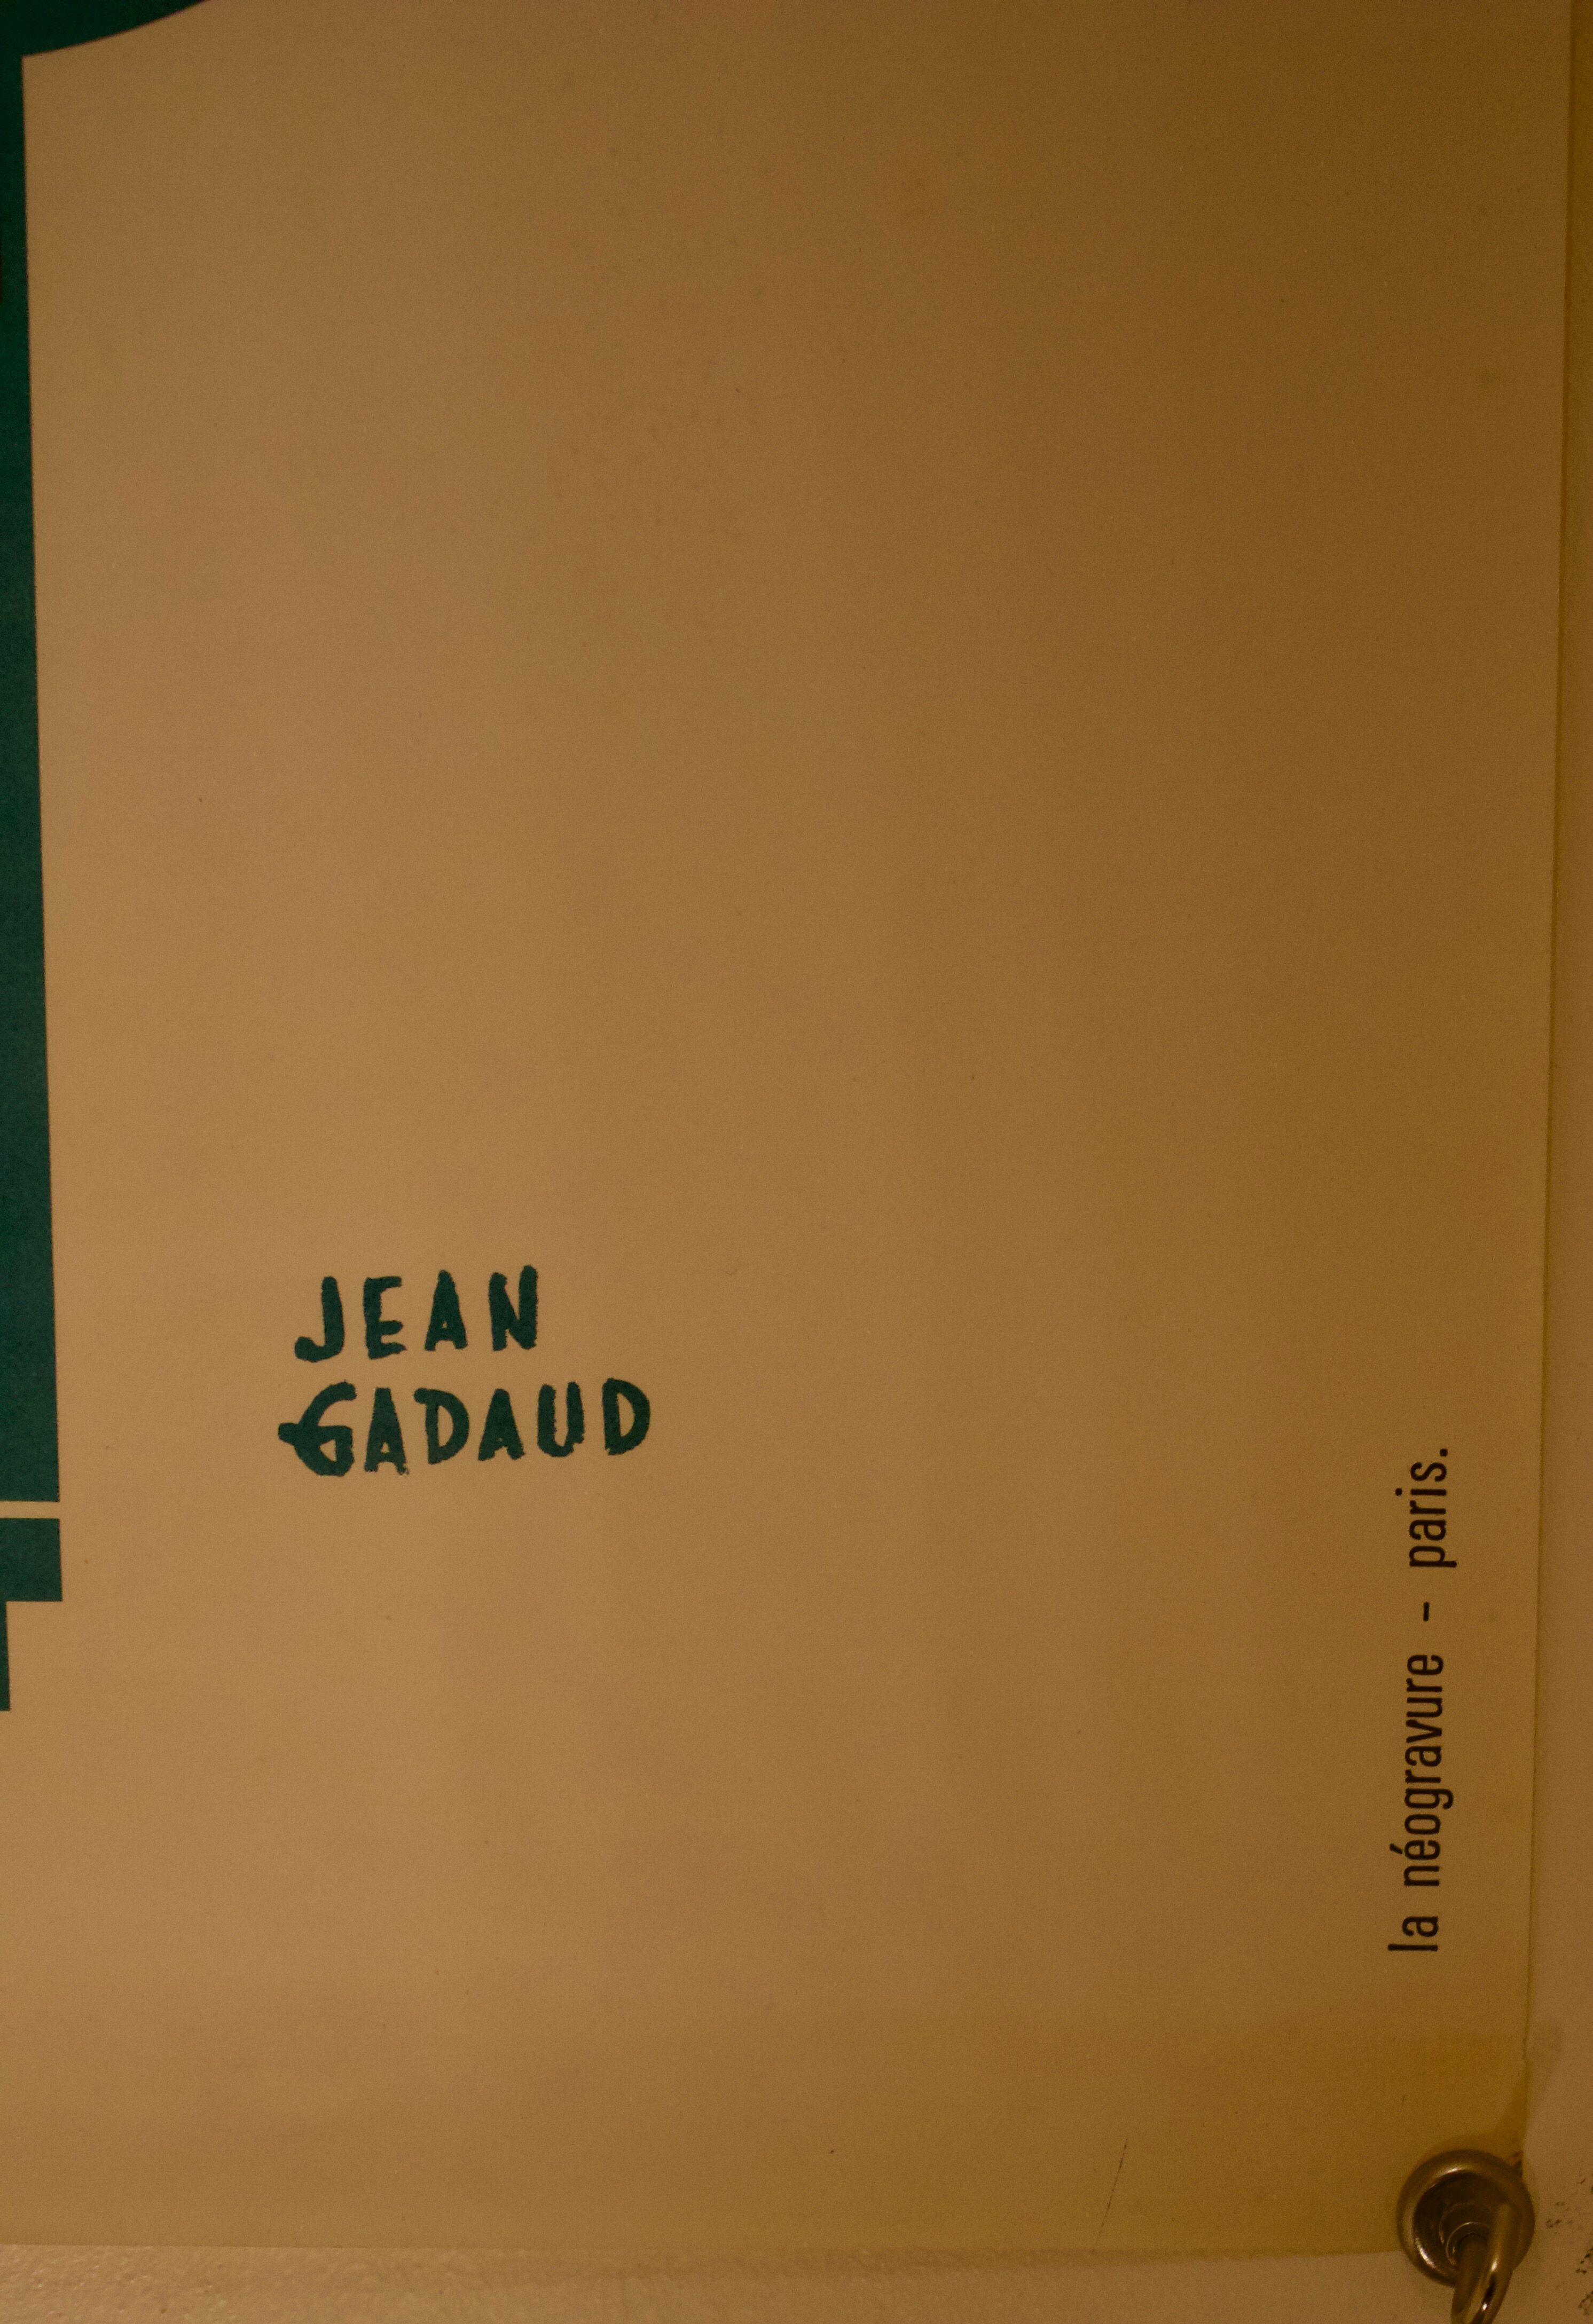 JEAN
GADAUD
la néogravure - paris.